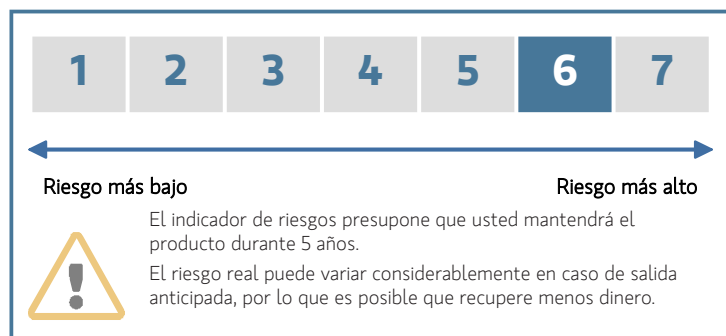 1 2 3 4 5 6 7
Riesgo más bajo Riesgo más alto
El indicador de riesgos presupone que usted mantendrá el
producto durante 5 años.
El riesgo real puede variar considerablemente en caso de salida
anticipada, por lo que es posible que recupere menos dinero.